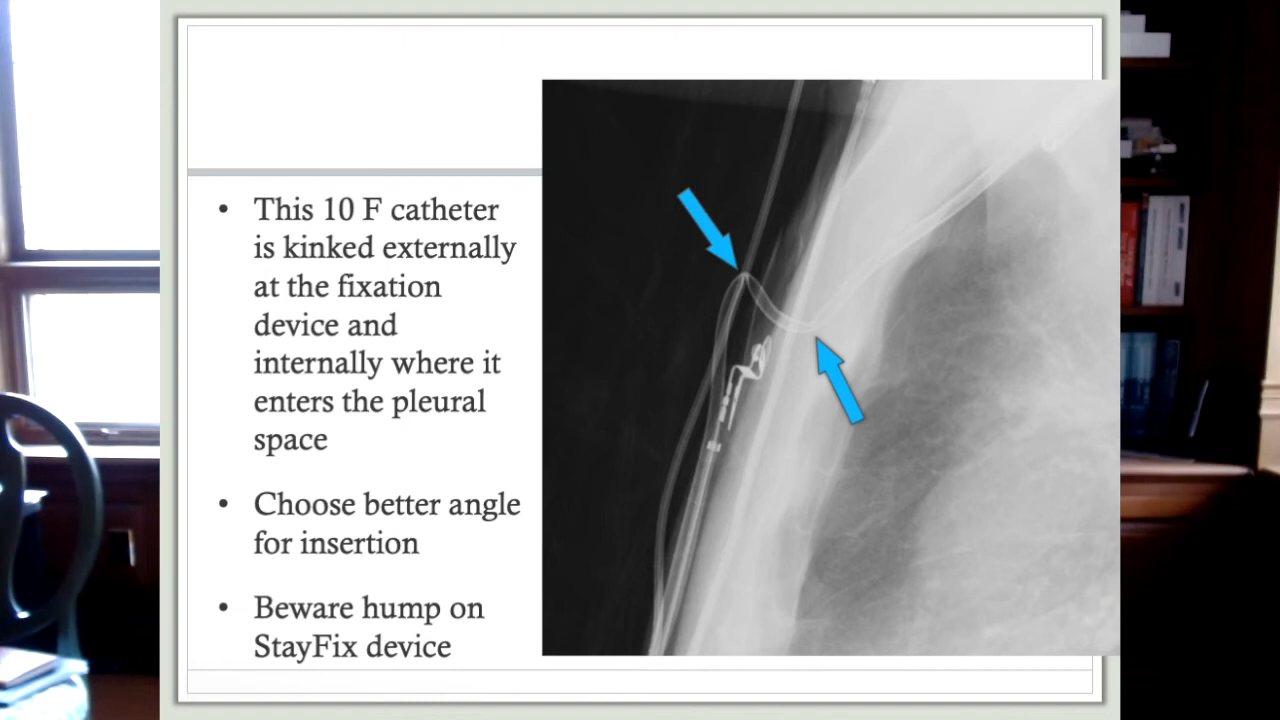 • This 10 F catheter
is kinked externally
at the fixation
device and
internally where it
enters the pleural
space
• Choose better angle
for insertion
• Beware hump on
StayFix device